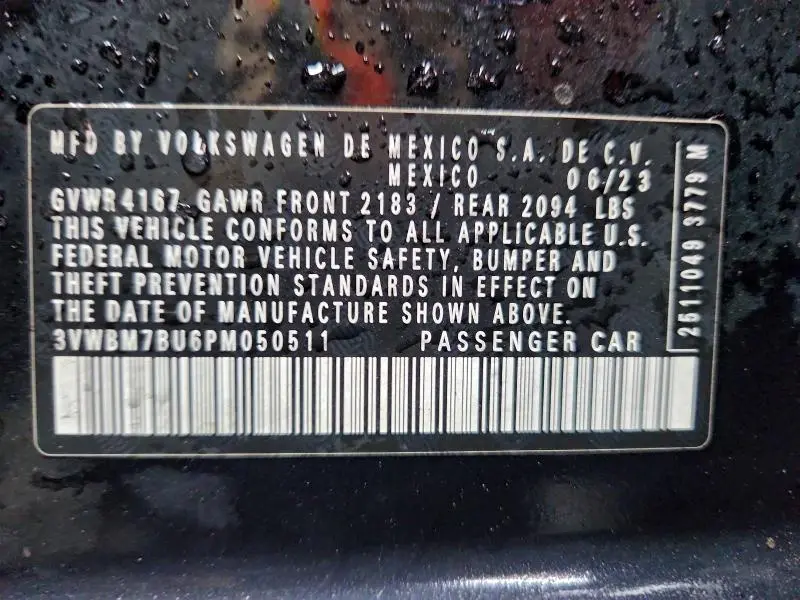 MFD BY VOLKSWAGEN DE MEXICO S.A. DE C.V.
MEXICO 06/23
GVWR 4167 GAWR FRONT 2183 / REAR 2094 LBS
THIS VEHICLE CONFORMS TO ALL APPLICABLE U.S.
FEDERAL MOTOR VEHICLE SAFETY, BUMPER AND
THEFT PREVENTION STANDARDS IN EFFECT ON
THE DATE OF MANUFACTURE SHOWN ABOVE.
3VWBM7BU6PM050511 PASSENGER CAR
2511049 3779 M